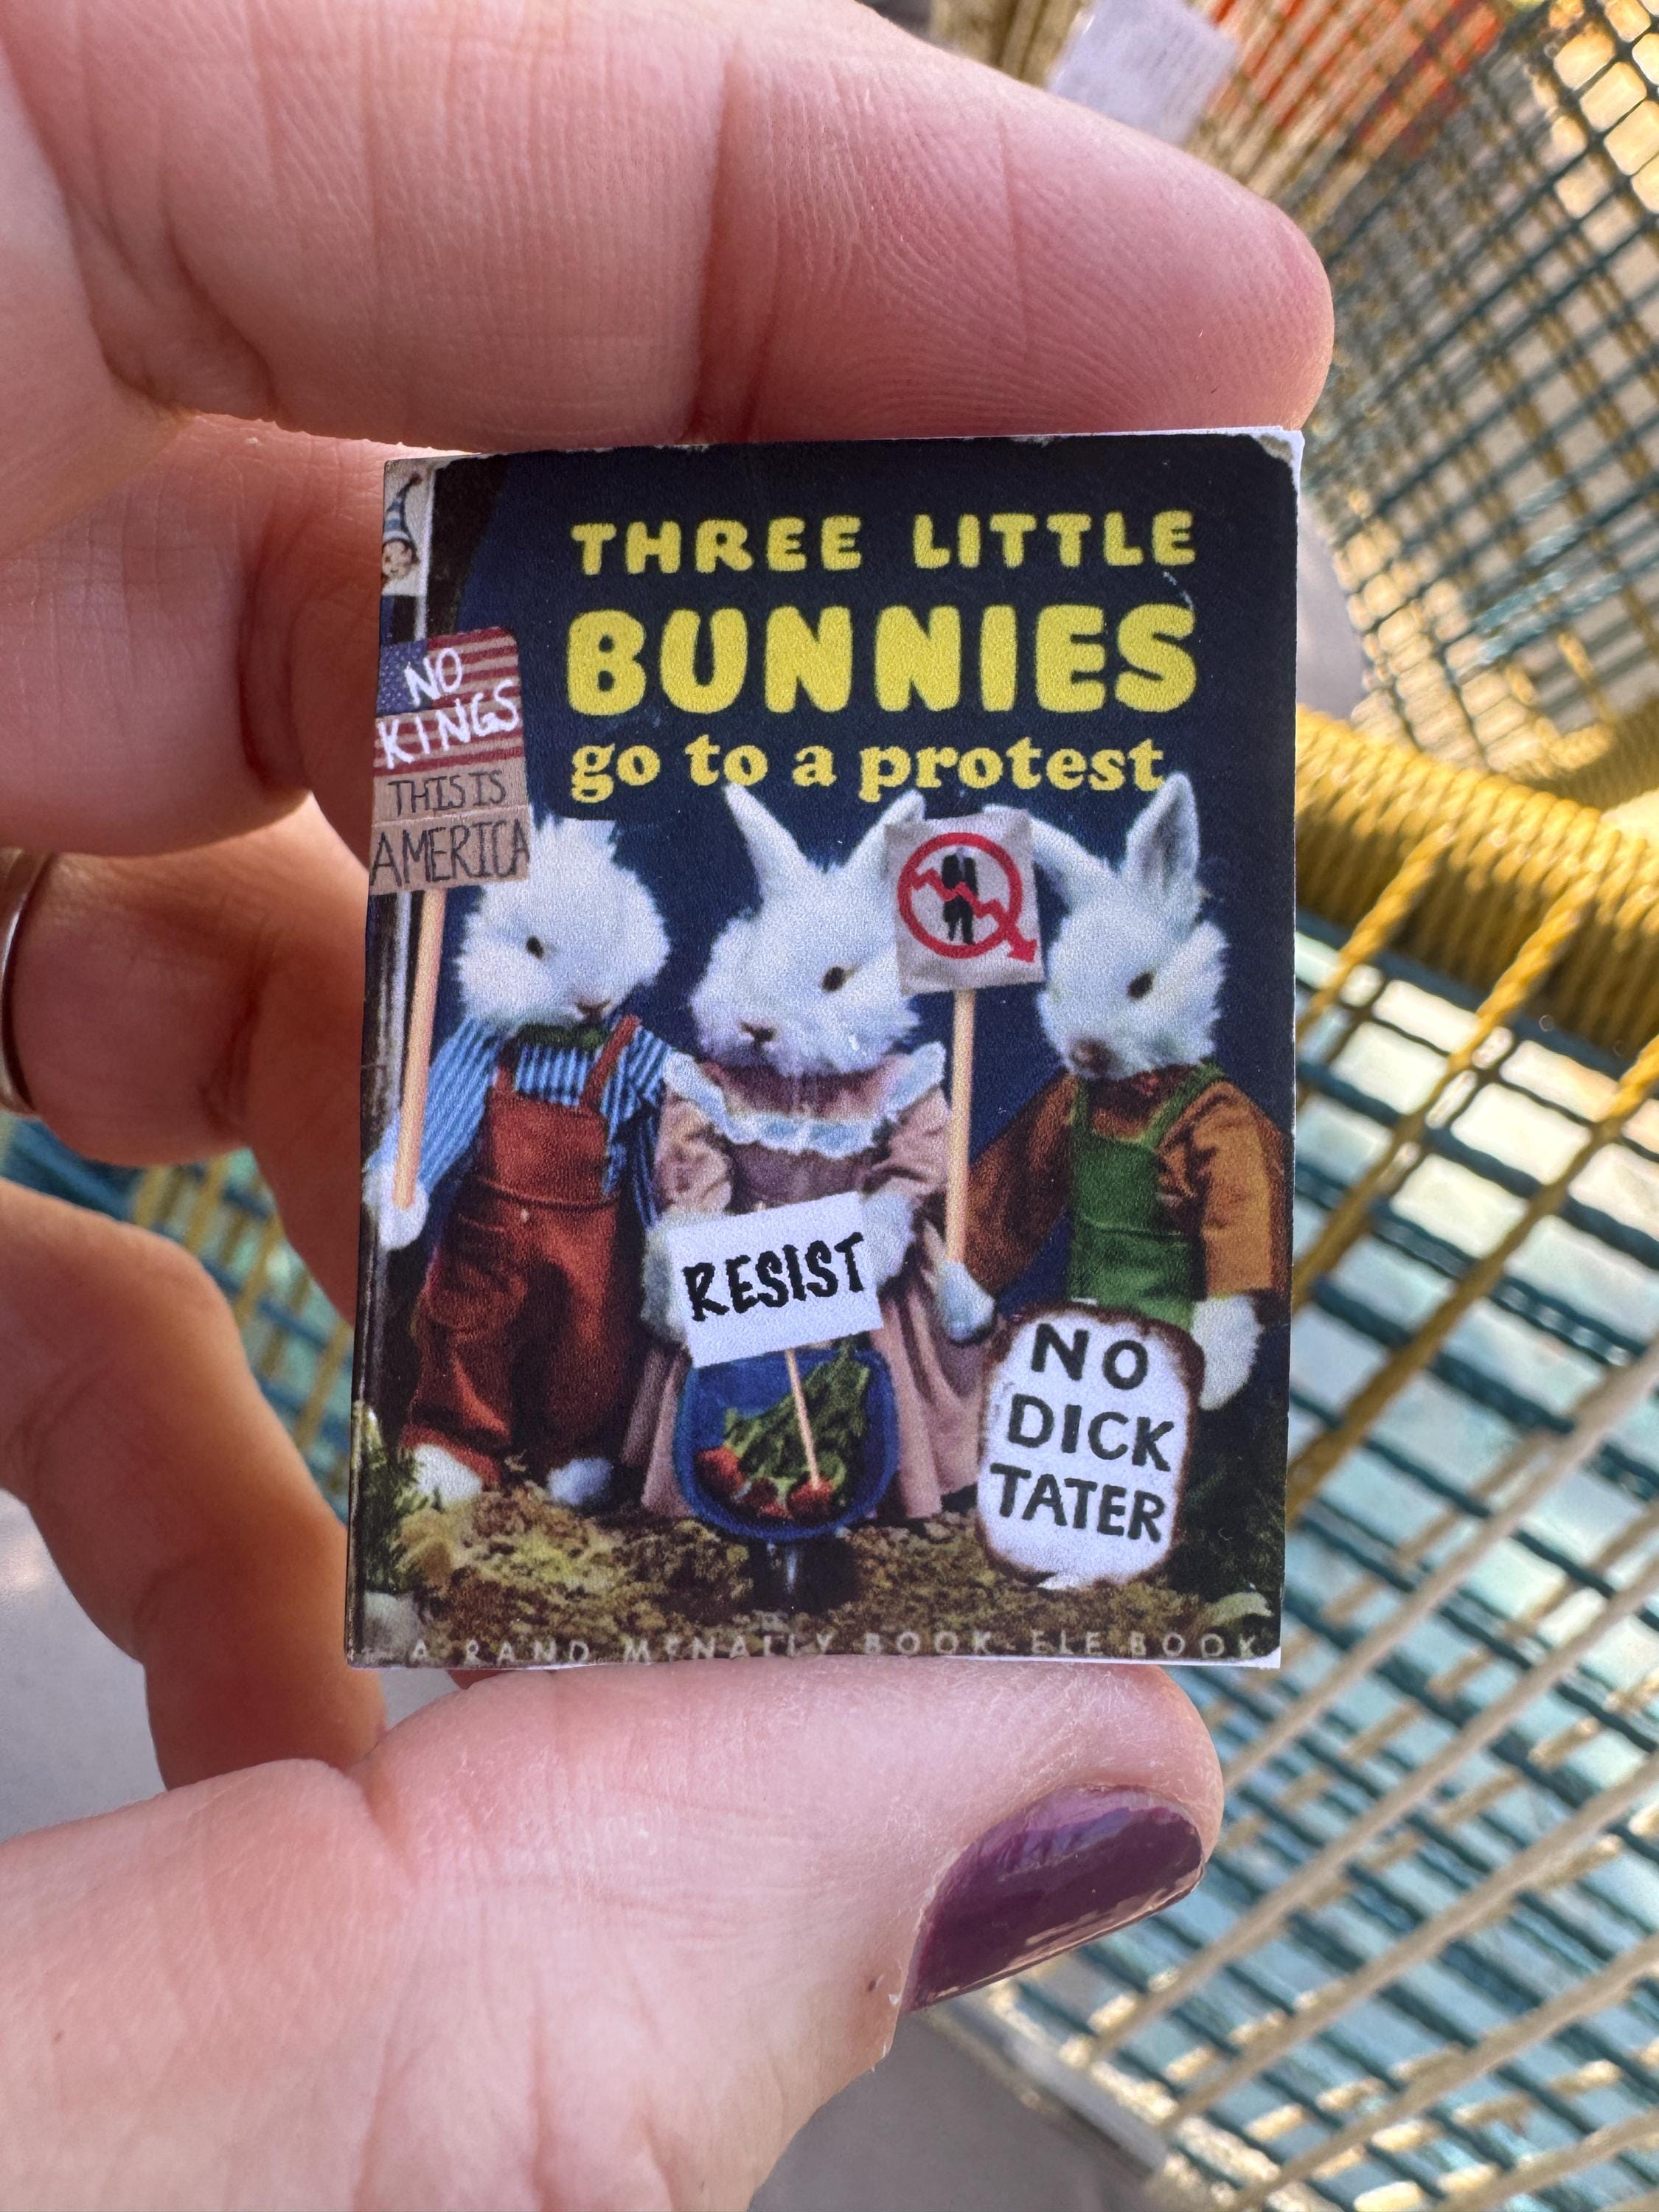 THREE LITTLE
BUNNIES
go to a protest
NO
KINGS
THIS IS
AMERICA
RESIST
NO
DICK
TATER
A RAND MCNALLY BOOK-ELF BOOK